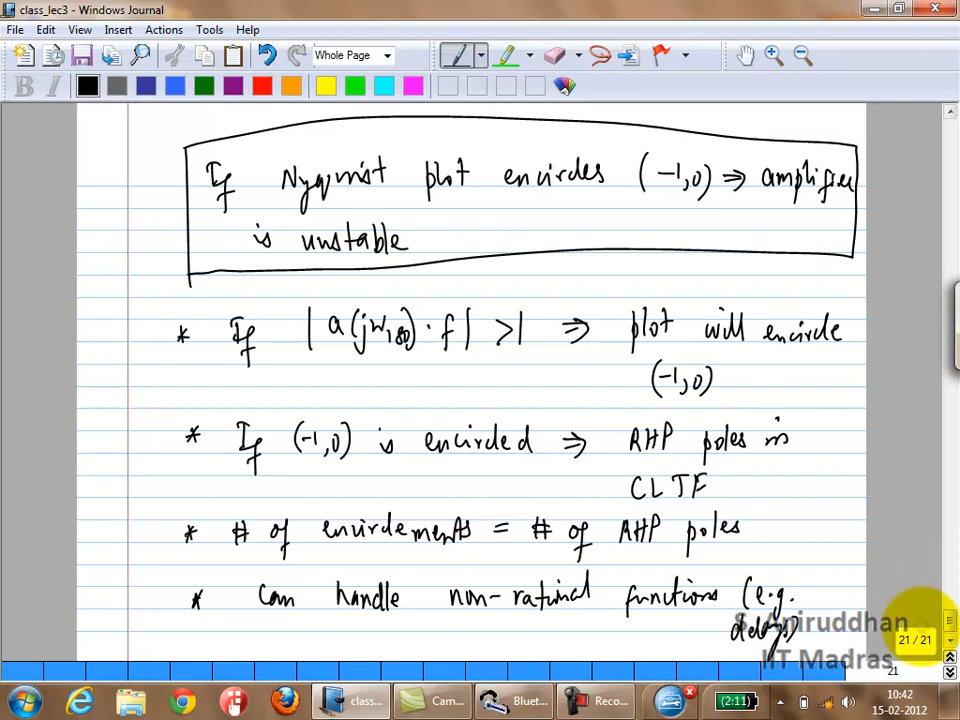 class_lec3 - Windows Journal
File Edit View Insert Actions Tools Help
Whole Page
B I
If Nyquist plot encircles (-1,0) ⇒ amplifier
is unstable
* If |a(jω180)·f| >1 ⇒ plot will encircle
(-1,0)
* If (-1,0) is encircled ⇒ RHP poles in
CLTF
* # of encirclements = # of RHP poles
* Can handle non-rational functions (e.g.
delays)
S. Aniruddhan
IIT Madras
21 / 21
21
class... Cam... Bluet... Reco... (2:11) 10:42
15-02-2012